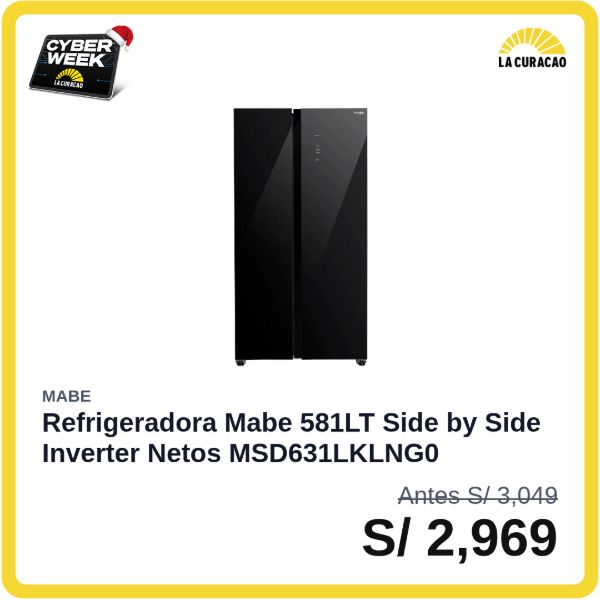 CYBER
WEEK
LA CURACAO
LA CURACAO
mabe
MABE
Refrigeradora Mabe 581LT Side by Side
Inverter Netos MSD631LKLNG0
Antes S/ 3,049
S/ 2,969